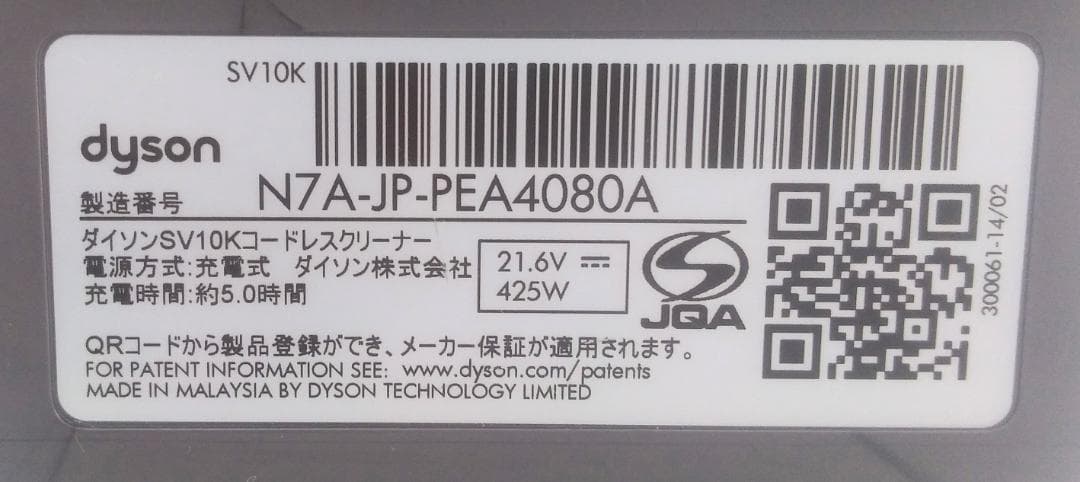 SV10K
dyson
製造番号 N7A-JP-PEA4080A
ダイソンSV10Kコードレスクリーナー
電源方式:充電式 ダイソン株式会社
充電時間:約5.0時間
21.6V ⎓
425W
JQA
300061-14/02
QRコードから製品登録ができ、メーカー保証が適用されます。
FOR PATENT INFORMATION SEE: www.dyson.com/patents
MADE IN MALAYSIA BY DYSON TECHNOLOGY LIMITED